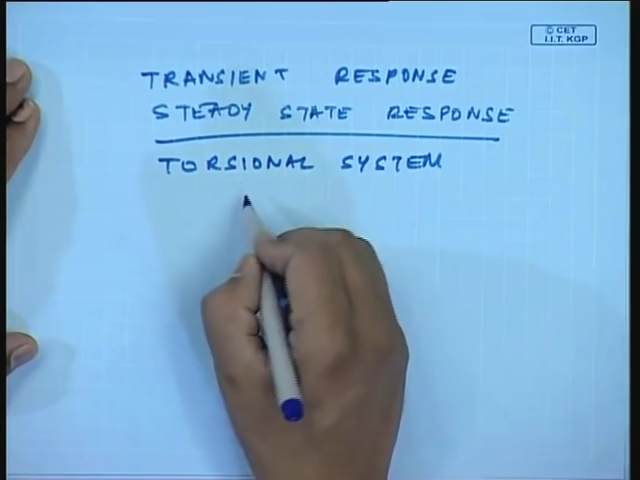 © CET
I.I.T. KGP
TRANSIENT RESPONSE
STEADY STATE RESPONSE
TORSIONAL SYSTEM